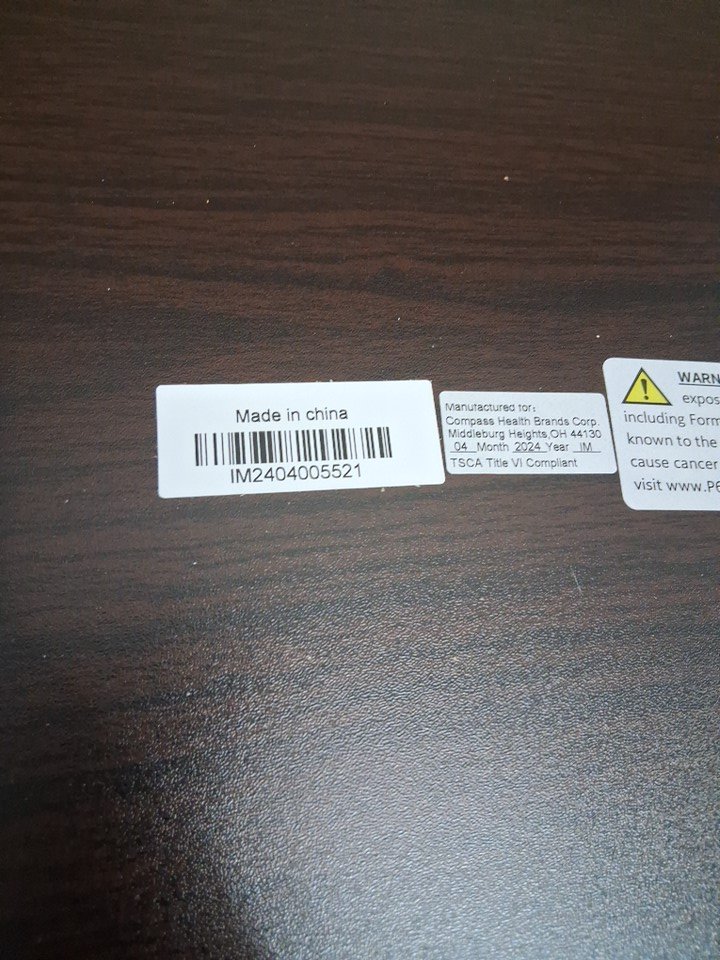 Made in china
IM2404005521
Manufactured for:
Compass Health Brands Corp.
Middleburg Heights,OH 44130
04 Month 2024 Year IM
TSCA Title VI Compliant
WARN
expos
including Form
known to the
cause cancer
visit www.P6